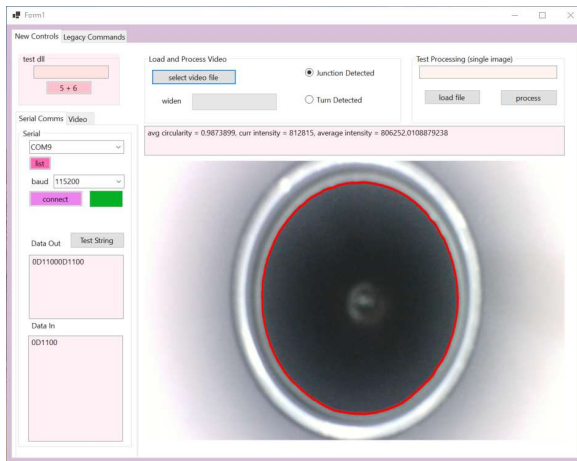 Form1
New Controls Legacy Commands
test dll
5 + 6
Load and Process Video
select video file
widen
Junction Detected
Turn Detected
Test Processing (single image)
load file process
Serial Comms Video
Serial
COM9
list
baud 115200
connect
Data Out Test String
0D11000D1100
Data In
0D1100
avg circularity = 0.9873899, curr intensity = 812815, average intensity = 806252.0108879238